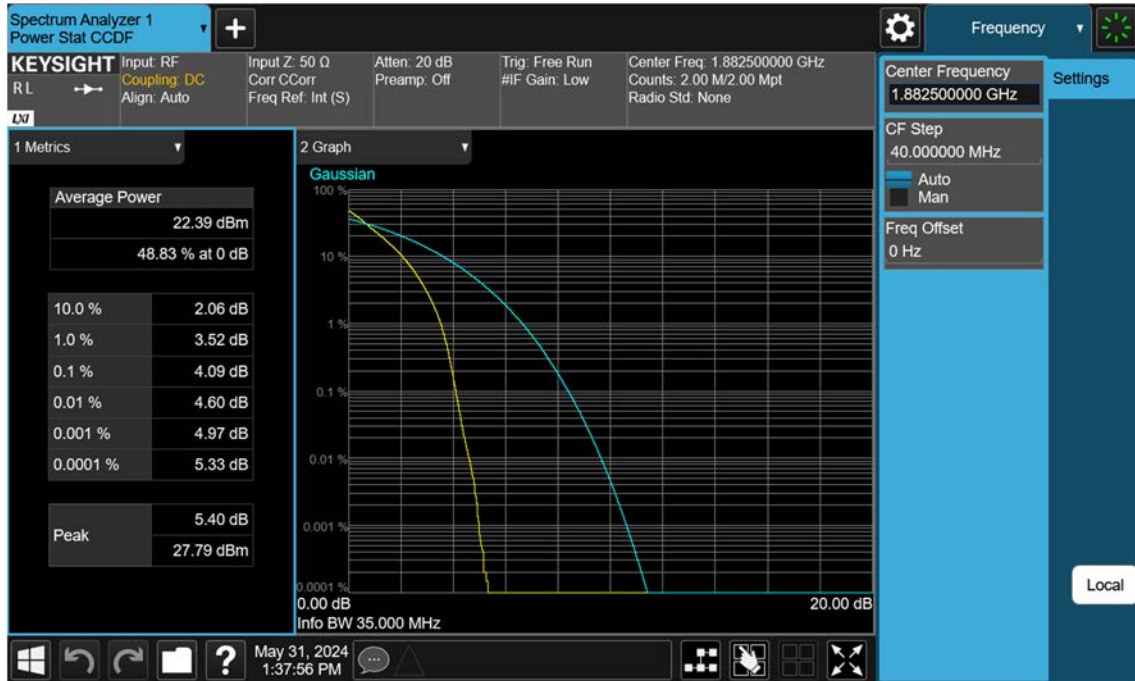 Spectrum Analyzer 1
Power Stat CCDF
Frequency
KEYSIGHT
R L
LXI
Input: RF
Coupling: DC
Align: Auto
Input Z: 50 Ω
Corr CCorr
Freq Ref: Int (S)
Atten: 20 dB
Preamp: Off
Trig: Free Run
#IF Gain: Low
Center Freq: 1.882500000 GHz
Counts: 2.00 M/2.00 Mpt
Radio Std: None
Center Frequency
1.882500000 GHz
Settings
CF Step
40.000000 MHz
Auto
Man
Freq Offset
0 Hz
1 Metrics
Average Power
22.39 dBm
48.83 % at 0 dB
10.0 % 2.06 dB
1.0 % 3.52 dB
0.1 % 4.09 dB
0.01 % 4.60 dB
0.001 % 4.97 dB
0.0001 % 5.33 dB
Peak
5.40 dB
27.79 dBm
2 Graph
Gaussian
100 %
10 %
1 %
0.1 %
0.01 %
0.001 %
0.0001 %
0.00 dB 20.00 dB
Info BW 35.000 MHz
Local
?
May 31, 2024
1:37:56 PM